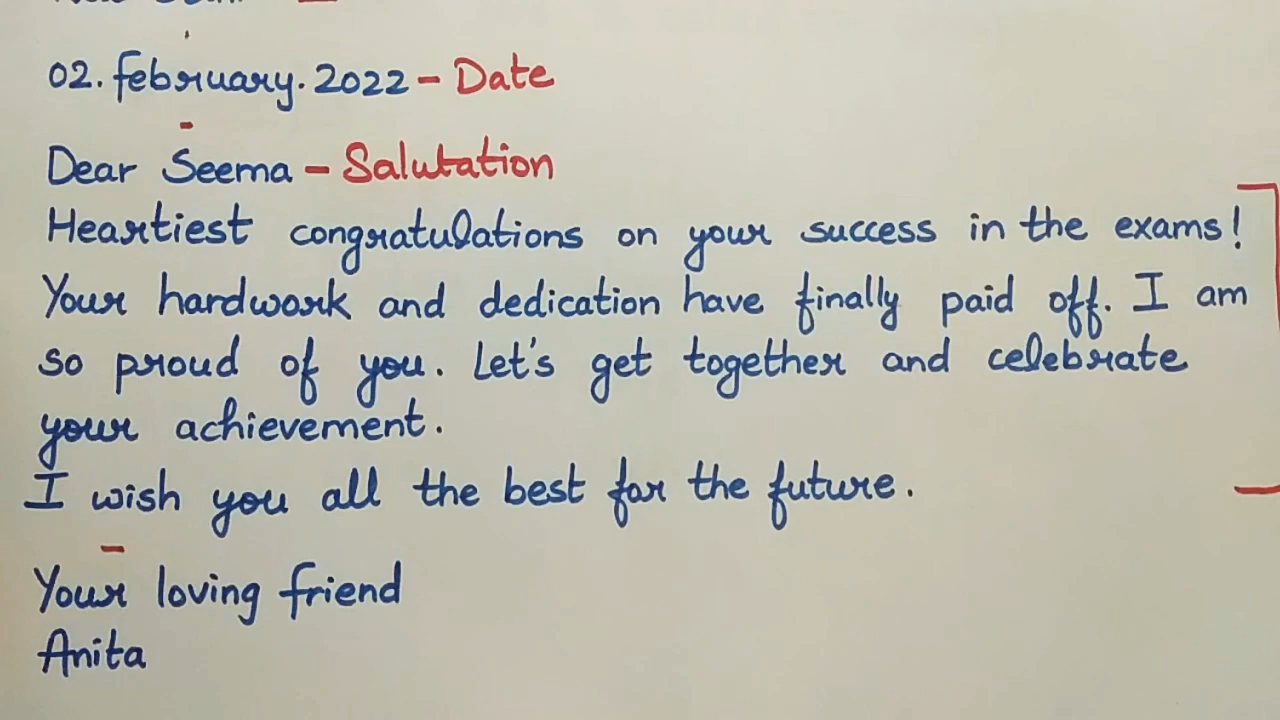 02. february. 2022 - Date
Dear Seema - Salutation
Heartiest congratulations on your success in the exams!
Your hardwork and dedication have finally paid off. I am
so proud of you. Let's get together and celebrate
your achievement.
I wish you all the best for the future.
Your loving friend
Anita